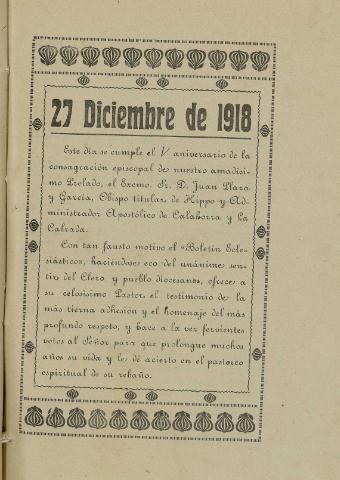 27 Diciembre de 1918
Este día se cumple el V aniversario de la
consagración episcopal de nuestro amadísi-
mo Prelado, el Excmo. Sr. D. Juan Plaza
y García, Obispo titular de Hippo y Ad-
ministrador Apostólico de Calahorra y La
Calzada.
Con tan fausto motivo el «Boletín Ecle-
siástico», haciéndose eco del unánime sen-
tir del Clero y pueblo diocesanos, ofrece a
su celosísimo Pastor el testimonio de la
más tierna adhesión y el homenaje del más
profundo respeto, y hace a la vez fervientes
votos al Señor para que prolongue muchos
años su vida y le dé acierto en el pastoreo
espiritual de su rebaño.